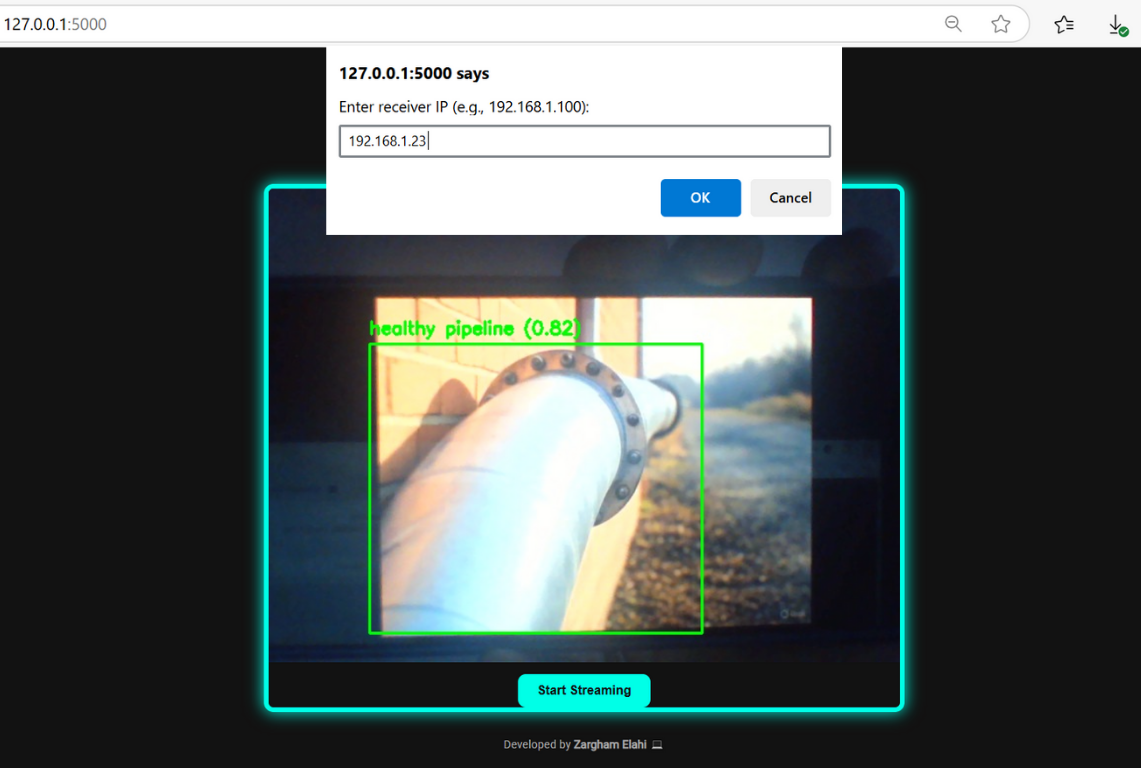 127.0.0.1:5000
127.0.0.1:5000 says
Enter receiver IP (e.g., 192.168.1.100):
192.168.1.23
OK
Cancel
healthy pipeline (0.82)
Start Streaming
Developed by Zargham Elahi